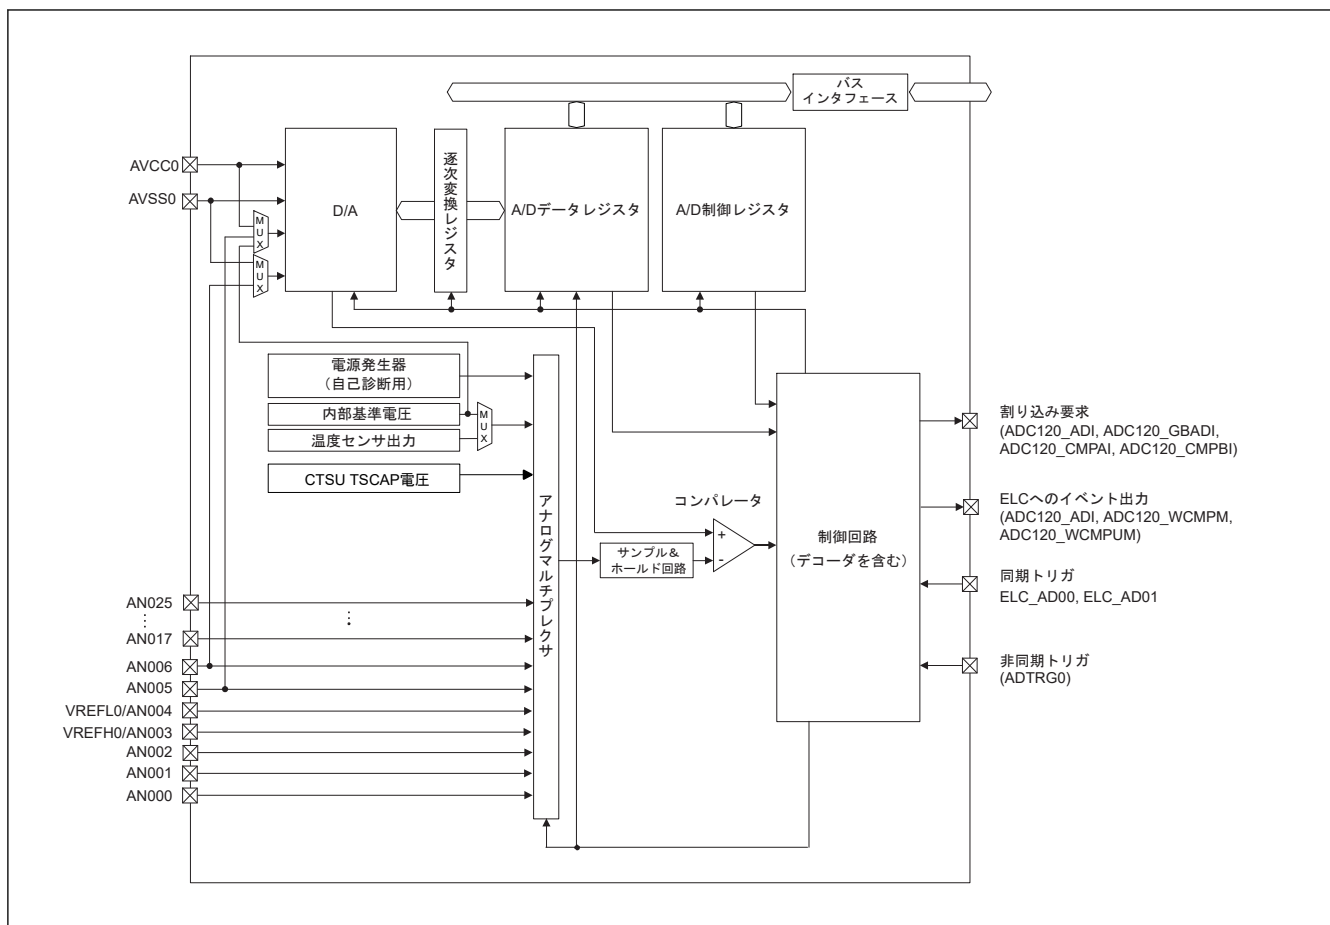 バス
インタフェース
AVCC0
AVSS0
MUX
MUX
D/A
逐次変換レジスタ
A/Dデータレジスタ
A/D制御レジスタ
電源発生器
（自己診断用）
内部基準電圧
温度センサ出力
MUX
CTSU TSCAP電圧
アナログマルチプレクサ
サンプル＆
ホールド回路
コンパレータ
+
-
制御回路
（デコーダを含む）
割り込み要求
(ADC120_ADI, ADC120_GBADI,
ADC120_CMPAI, ADC120_CMPBI)
ELCへのイベント出力
(ADC120_ADI, ADC120_WCMPM,
ADC120_WCMPUM)
同期トリガ
ELC_AD00, ELC_AD01
非同期トリガ
(ADTRG0)
AN025
AN017
AN006
AN005
VREFL0/AN004
VREFH0/AN003
AN002
AN001
AN000